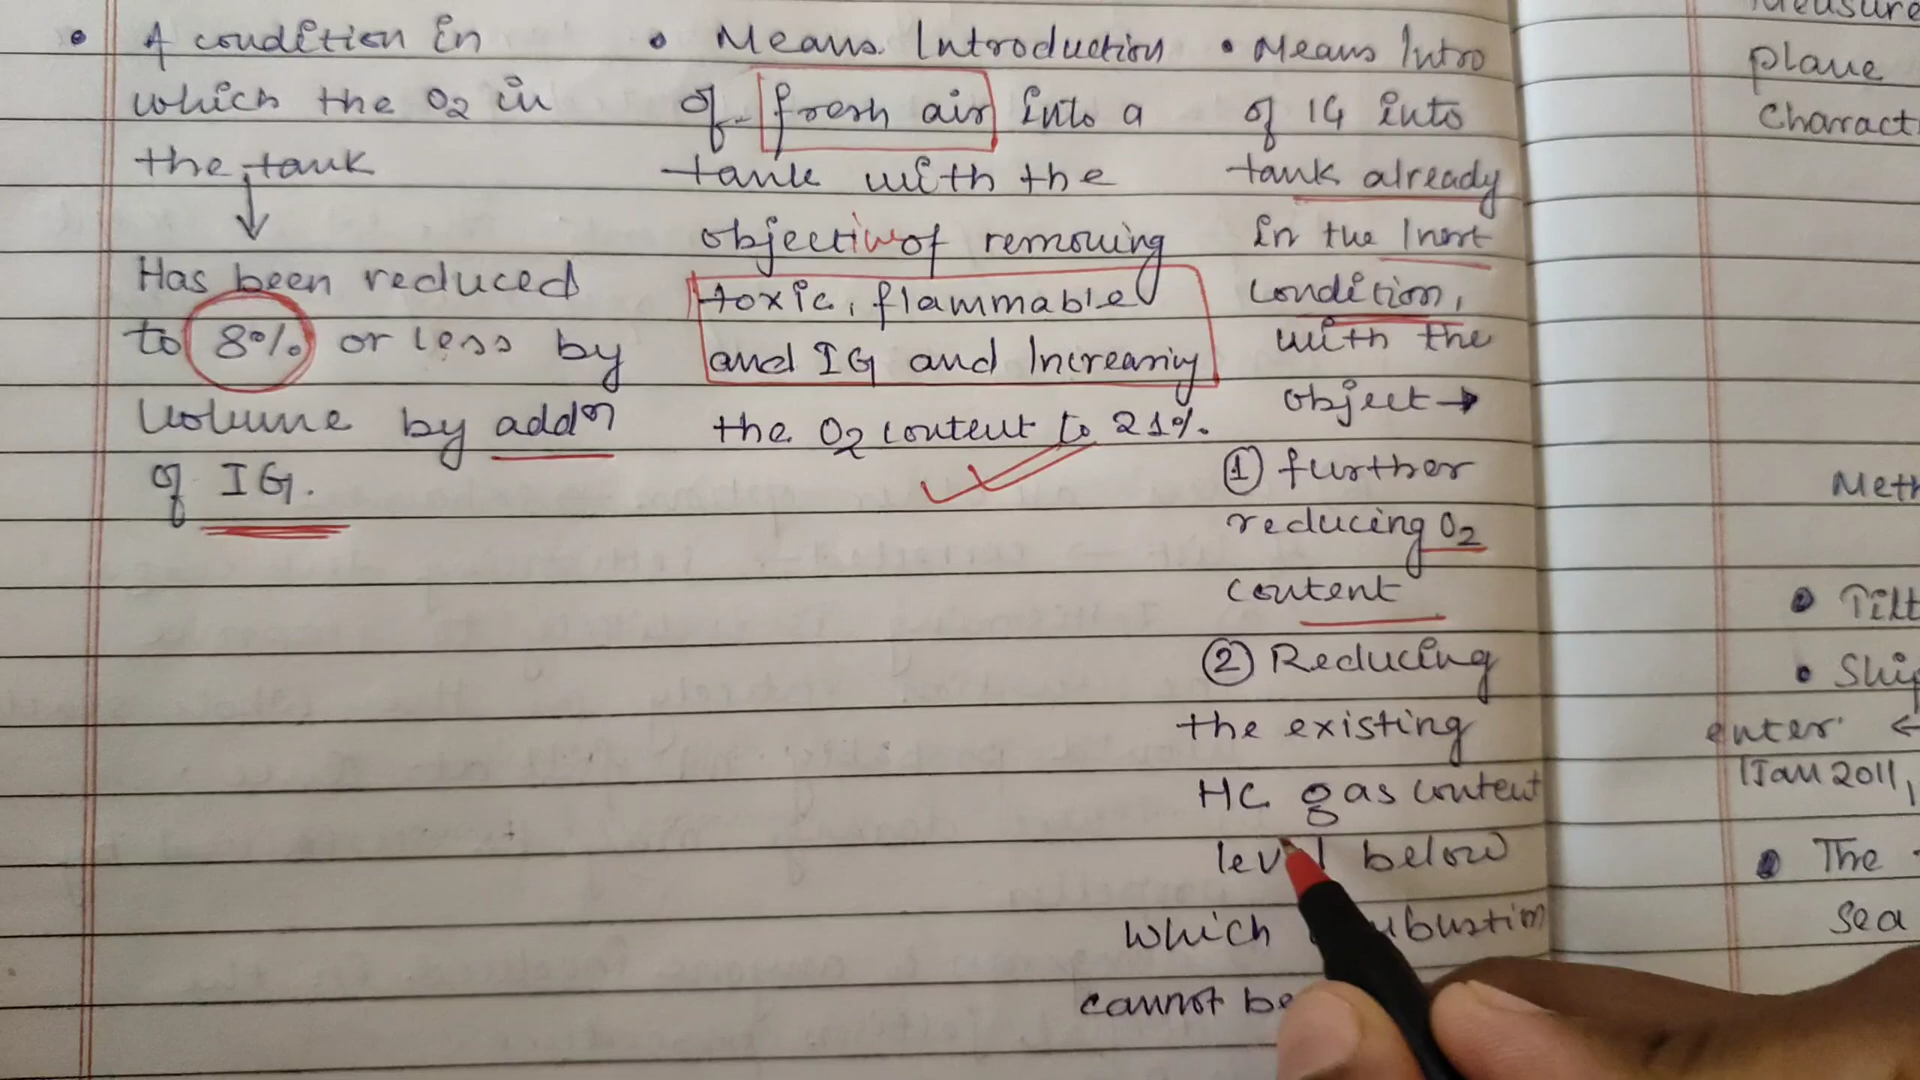 • A condition in
which the O2 in
the tank
↓
Has been reduced
to 8% or less by
volume by addn
of IG.
• Means Introduction
of fresh air into a
tank with the
objective of removing
toxic, flammable
and IG and Increasing
the O2 content to 21%.
• Means Intro
of IG into
tank already
in the Inert
condition,
with the
object →
① further
reducing O2
content
② Reducing
the existing
HC gas content
level below
which
cannot be
Measure
plane
Charact
Meth
• Tilt
• Ship
enter ←
1 Jan 2011,
• The
sea